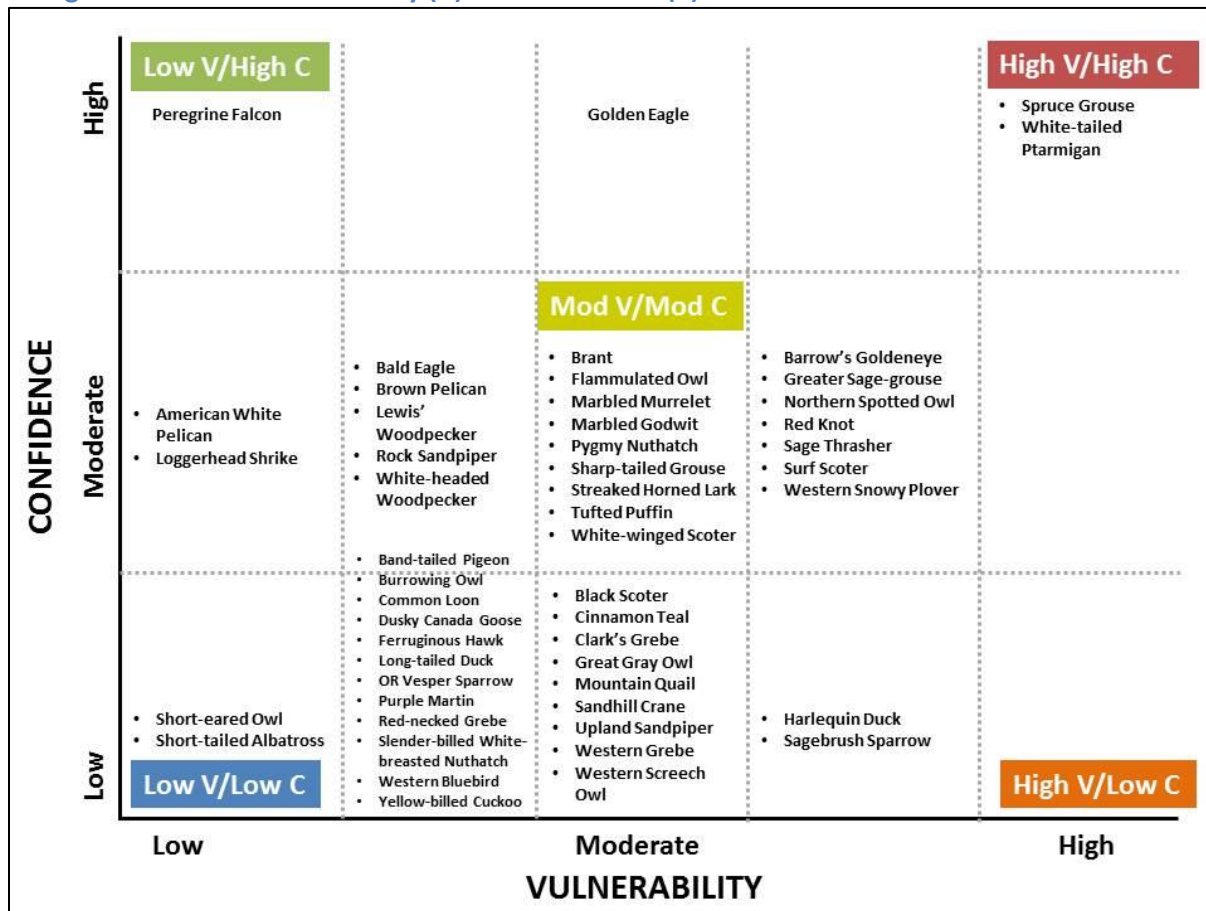 Low V/High C
High V/High C
Peregrine Falcon
Golden Eagle
• Spruce Grouse
• White-tailed
Ptarmigan
High
CONFIDENCE
Moderate
Low
Mod V/Mod C
• American White
Pelican
• Loggerhead Shrike
• Bald Eagle
• Brown Pelican
• Lewis'
Woodpecker
• Rock Sandpiper
• White-headed
Woodpecker
• Brant
• Flammulated Owl
• Marbled Murrelet
• Marbled Godwit
• Pygmy Nuthatch
• Sharp-tailed Grouse
• Streaked Horned Lark
• Tufted Puffin
• White-winged Scoter
• Barrow's Goldeneye
• Greater Sage-grouse
• Northern Spotted Owl
• Red Knot
• Sage Thrasher
• Surf Scoter
• Western Snowy Plover
• Short-eared Owl
• Short-tailed Albatross
Low V/Low C
• Band-tailed Pigeon
• Burrowing Owl
• Common Loon
• Dusky Canada Goose
• Ferruginous Hawk
• Long-tailed Duck
• OR Vesper Sparrow
• Purple Martin
• Red-necked Grebe
• Slender-billed White-
breasted Nuthatch
• Western Bluebird
• Yellow-billed Cuckoo
• Black Scoter
• Cinnamon Teal
• Clark's Grebe
• Great Gray Owl
• Mountain Quail
• Sandhill Crane
• Upland Sandpiper
• Western Grebe
• Western Screech
Owl
• Harlequin Duck
• Sagebrush Sparrow
High V/Low C
Low
Moderate
High
VULNERABILITY